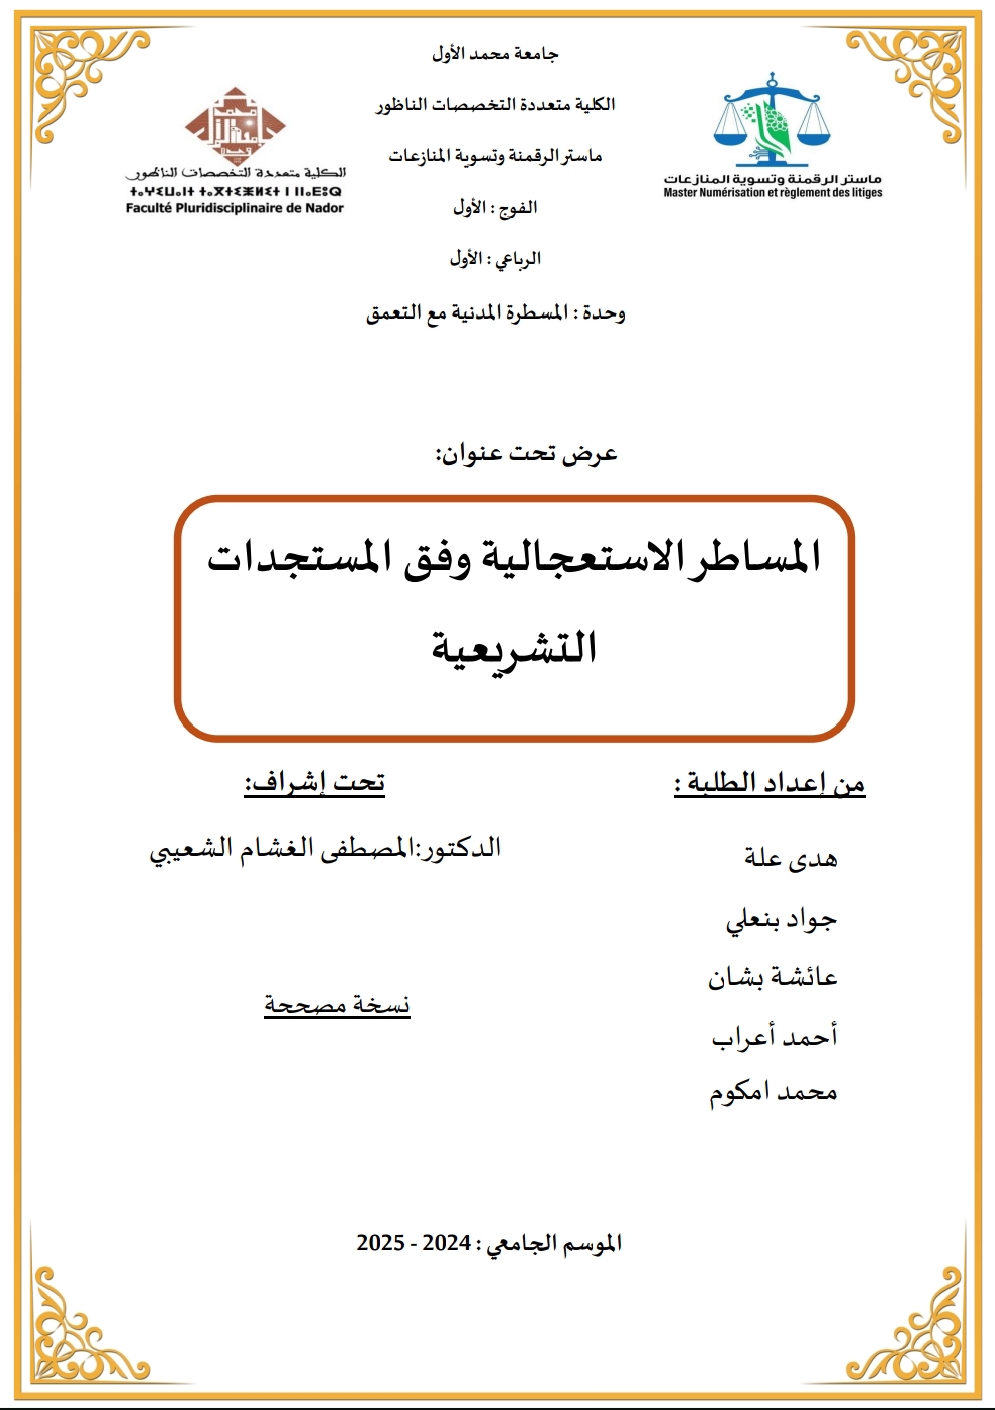 جامعة محمد الأول
الكلية متعددة التخصصات الناظور
ماستر الرقمنة وتسوية المنازعات
الفوج : الأول
الرباعي : الأول
وحدة : المسطرة المدنية مع التعمق
ماستر الرقمنة وتسوية المنازعات
Master Numérisation et règlement des litiges
الكلية متعددة التخصصات الناظور
ⵜⴰⵖⵉⵡⴰⵏⵜ ⵜⴰⴳⵜⵉⵥⵍⵉⵜ ⵏ ⵏⵏⴰⴹⵓⵕ
Faculté Pluridisciplinaire de Nador
عرض تحت عنوان:
المساطر الاستعجالية وفق المستجدات
التشريعية
من إعداد الطلبة :
هدى علة
جواد بنعلي
عائشة بشان
أحمد أعراب
محمد امكوم
تحت إشراف:
الدكتور:المصطفى الغشام الشعيبي
نسخة مصححة
الموسم الجامعي : 2024 - 2025